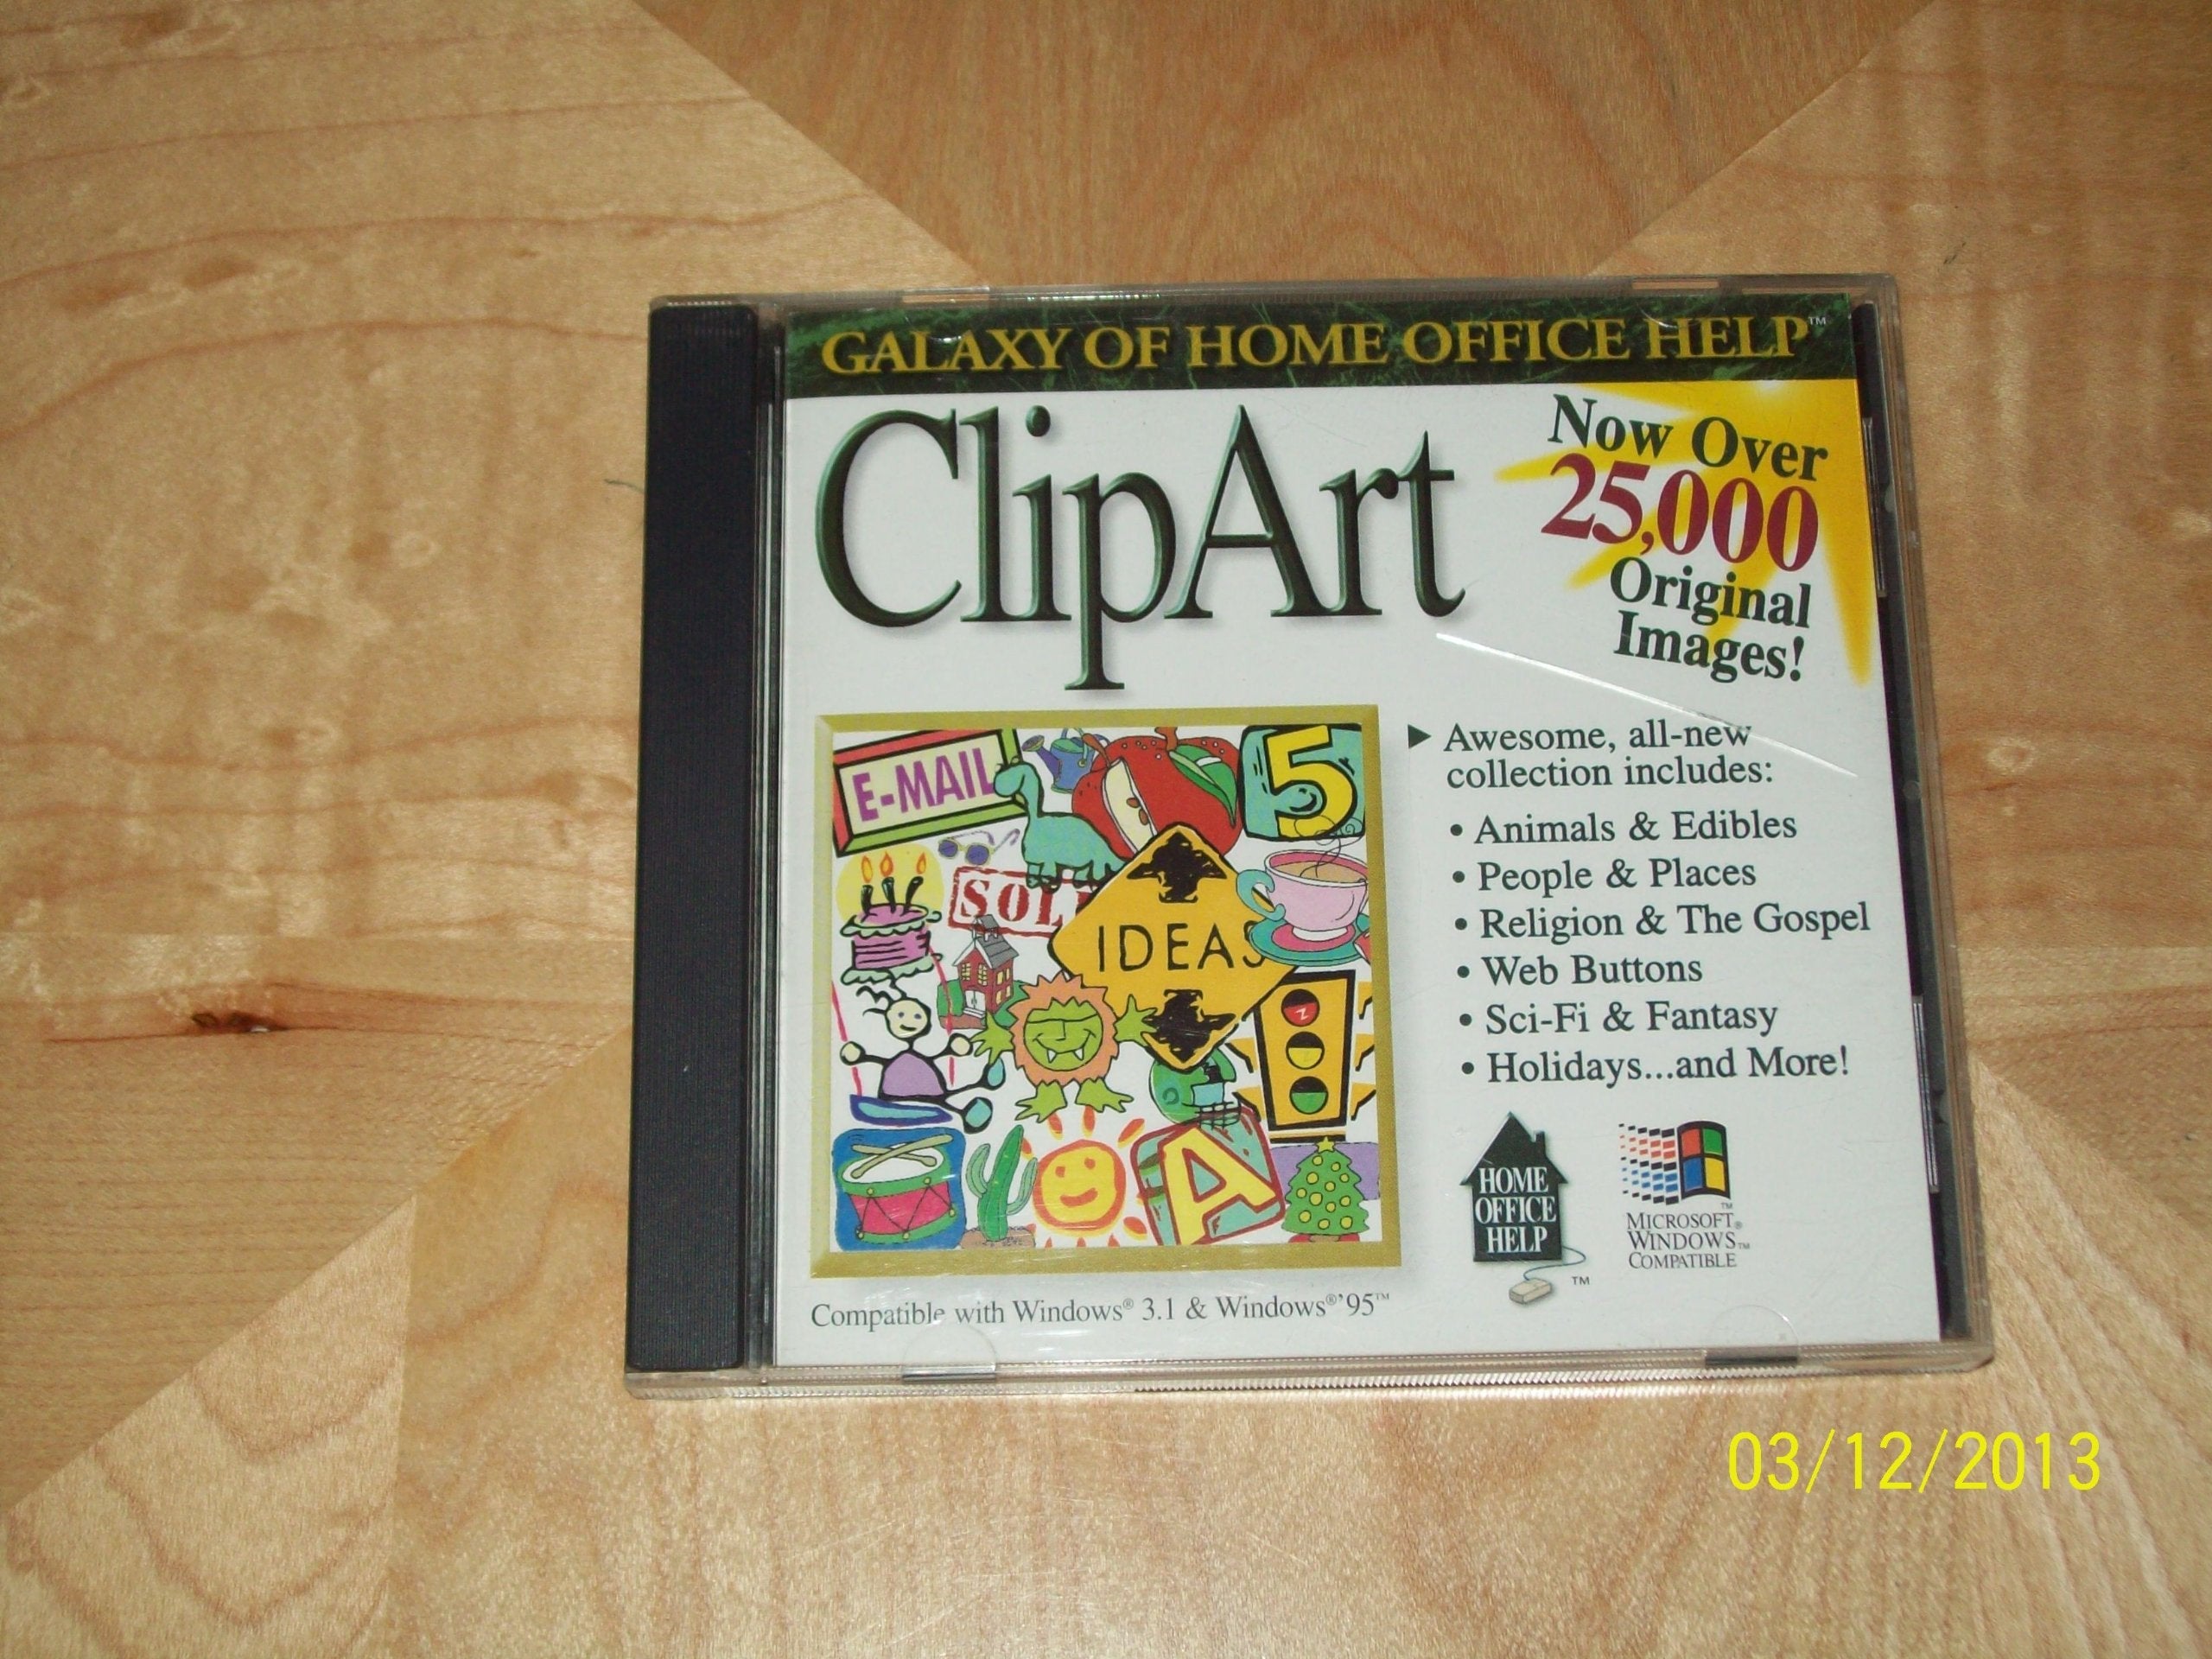 GALAXY OF HOME OFFICE HELP™
ClipArt
Now Over
25,000
Original
Images!
E-MAIL
5
SOL
IDEAS
Z
A
▶ Awesome, all-new
collection includes:
• Animals & Edibles
• People & Places
• Religion & The Gospel
• Web Buttons
• Sci-Fi & Fantasy
• Holidays...and More!
HOME
OFFICE
HELP
™
™
MICROSOFT®
WINDOWS™
COMPATIBLE
Compatible with Windows® 3.1 & Windows®'95™
03/12/2013